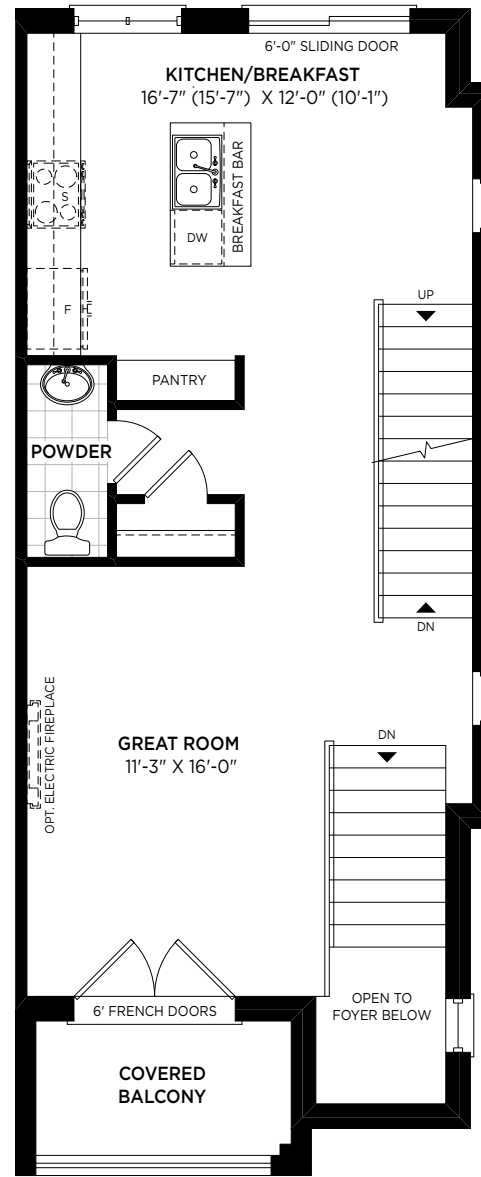 6'-0" SLIDING DOOR
KITCHEN/BREAKFAST
16'-7" (15'-7") X 12'-0" (10'-1")
BREAKFAST BAR
S
DW
F
UP
PANTRY
POWDER
DN
OPT. ELECTRIC FIREPLACE
GREAT ROOM
11'-3" X 16'-0"
DN
6' FRENCH DOORS
OPEN TO
FOYER BELOW
COVERED
BALCONY